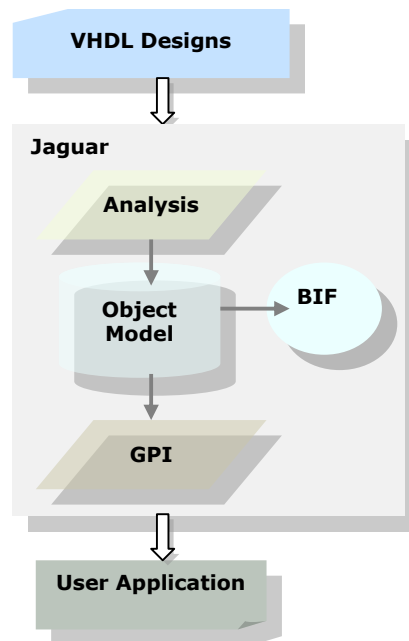 VHDL Designs
Jaguar
Analysis
Object
Model
BIF
GPI
User Application